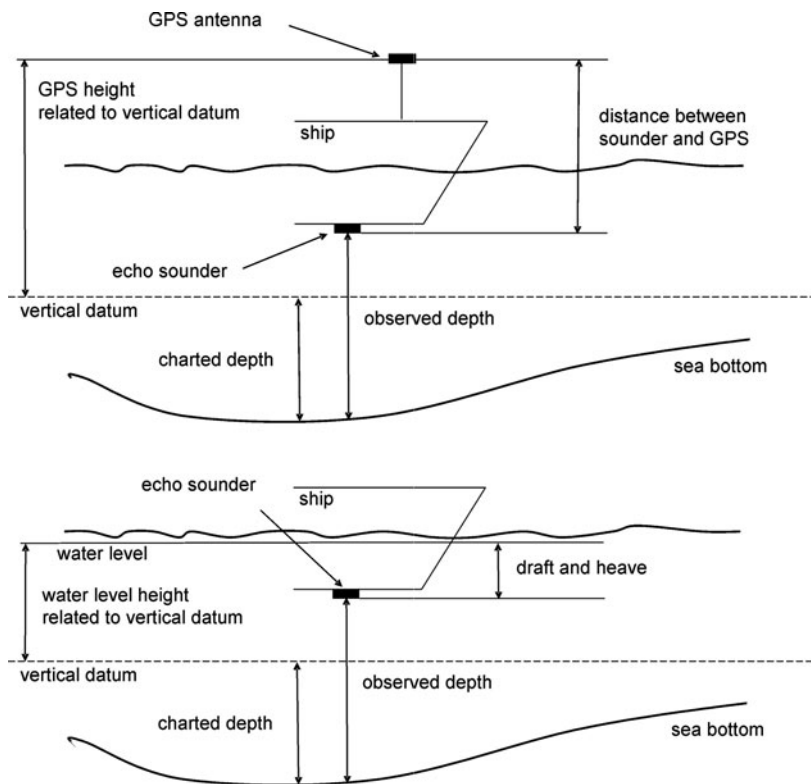 GPS antenna
GPS height
related to vertical datum
ship
distance between
sounder and GPS
echo sounder
vertical datum
observed depth
charted depth
sea bottom
echo sounder
ship
water level
draft and heave
water level height
related to vertical datum
vertical datum
observed depth
charted depth
sea bottom